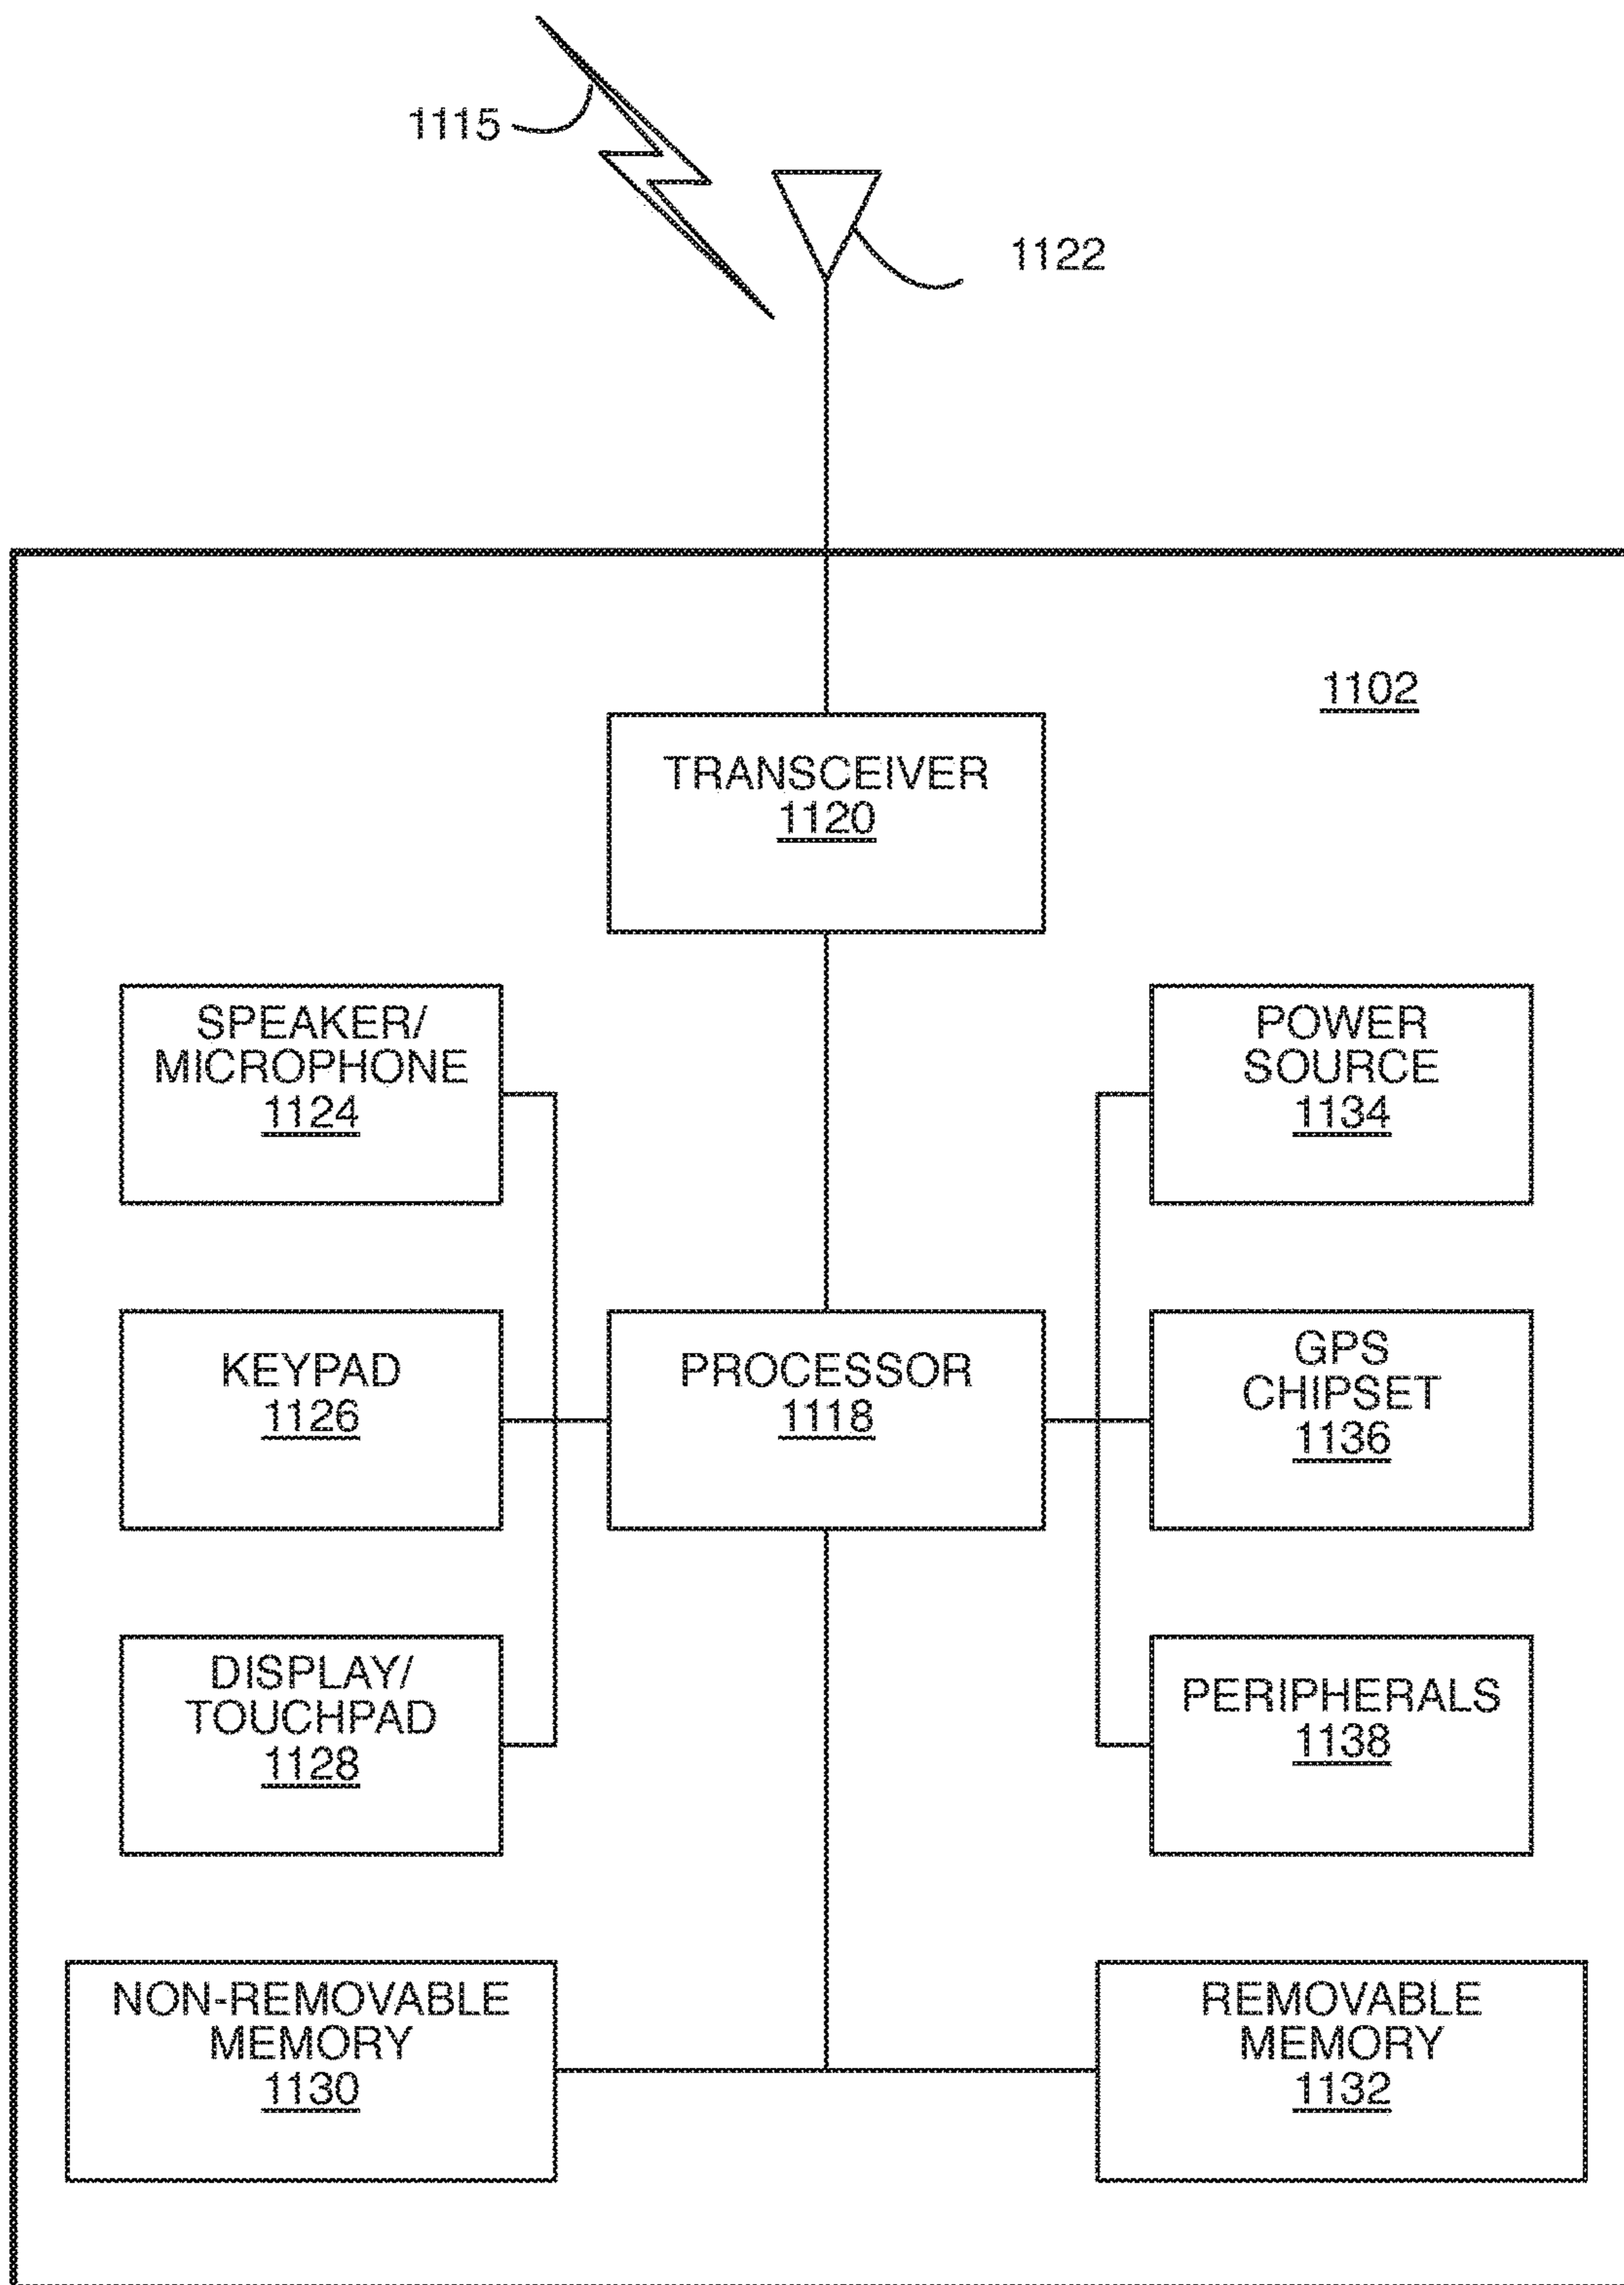 1115
1122
1102
TRANSCEIVER
1120
SPEAKER/
MICROPHONE
1124
POWER
SOURCE
1134
KEYPAD
1126
PROCESSOR
1118
GPS
CHIPSET
1136
DISPLAY/
TOUCHPAD
1128
PERIPHERALS
1138
NON-REMOVABLE
MEMORY
1130
REMOVABLE
MEMORY
1132